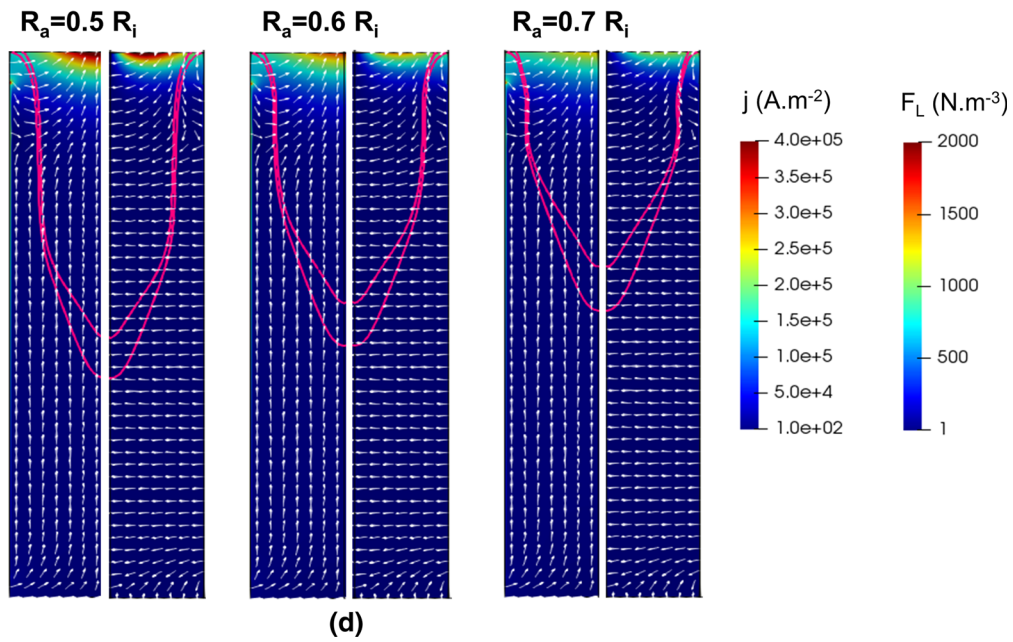 Ra=0.5 Ri
Ra=0.6 Ri
Ra=0.7 Ri
j (A.m-2)
4.0e+05
3.5e+5
3.0e+5
2.5e+5
2.0e+5
1.5e+5
1.0e+5
5.0e+4
1.0e+02
FL (N.m-3)
2000
1500
1000
500
1
(d)